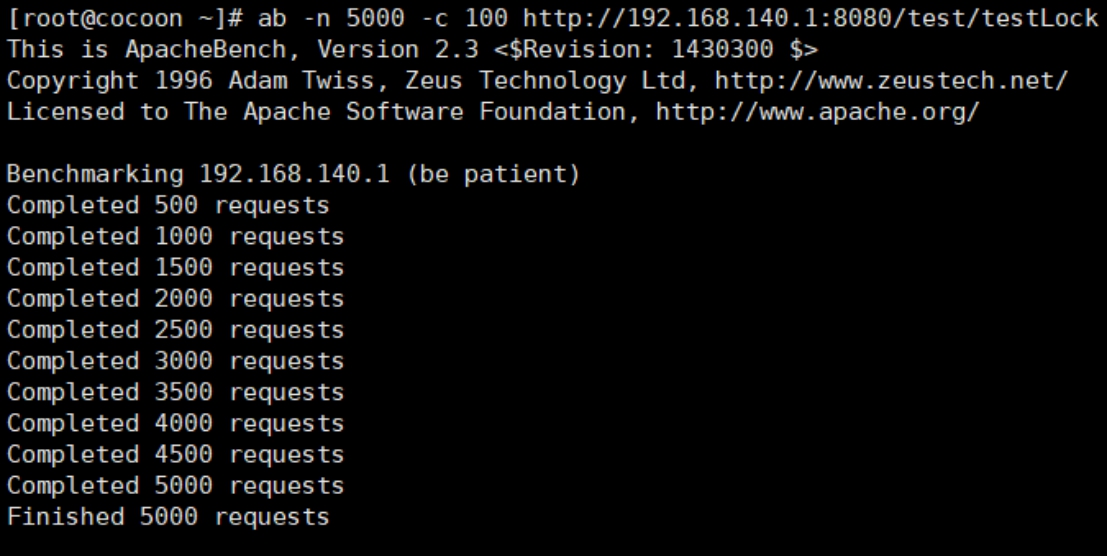 [root@cocoon ~]# ab -n 5000 -c 100 http://192.168.140.1:8080/test/testLock
This is ApacheBench, Version 2.3 <$Revision: 1430300 $>
Copyright 1996 Adam Twiss, Zeus Technology Ltd, http://www.zeustech.net/
Licensed to The Apache Software Foundation, http://www.apache.org/

Benchmarking 192.168.140.1 (be patient)
Completed 500 requests
Completed 1000 requests
Completed 1500 requests
Completed 2000 requests
Completed 2500 requests
Completed 3000 requests
Completed 3500 requests
Completed 4000 requests
Completed 4500 requests
Completed 5000 requests
Finished 5000 requests